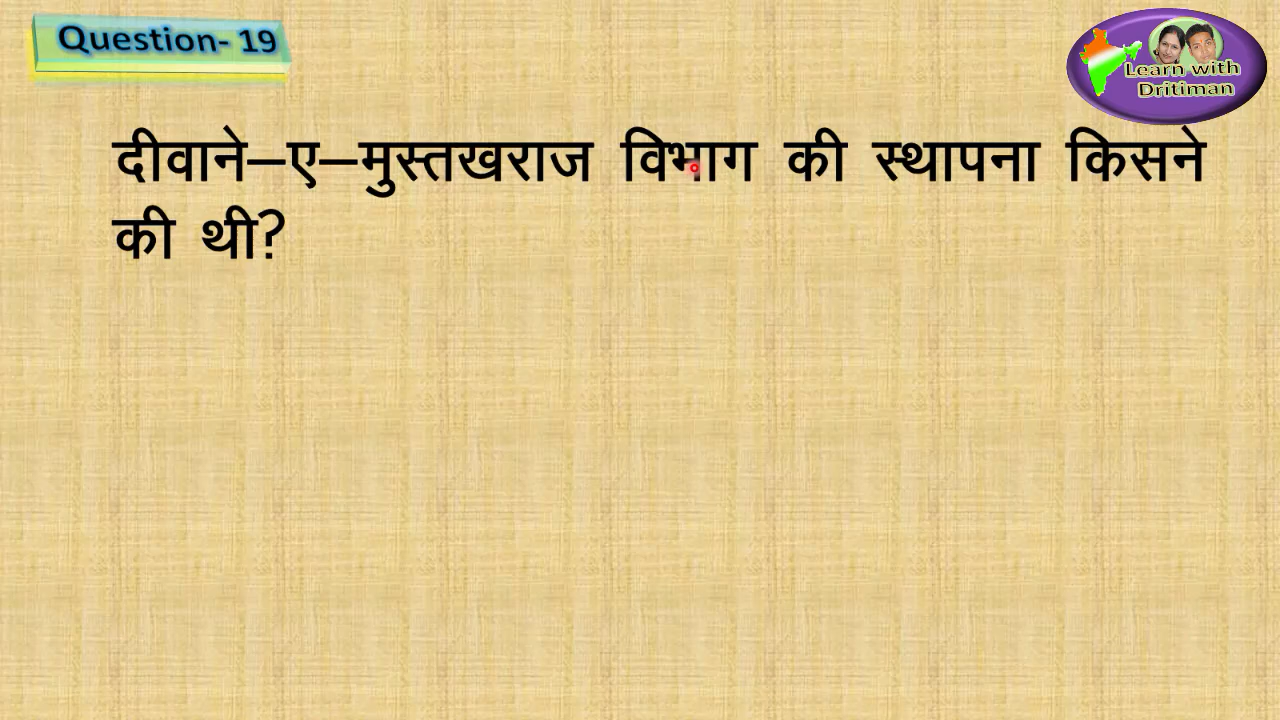 Question- 19
Learn with
Dritiman
दीवाने–ए–मुस्तखराज विभाग की स्थापना किसने
की थी?